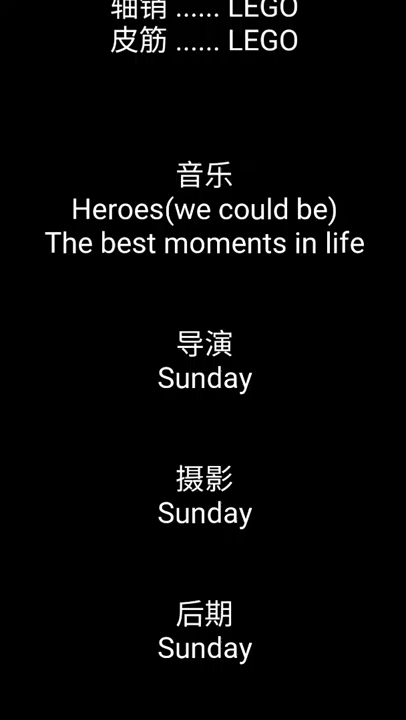 轴销 ...... LEGO
皮筋 ...... LEGO
音乐
Heroes(we could be)
The best moments in life
导演
Sunday
摄影
Sunday
后期
Sunday